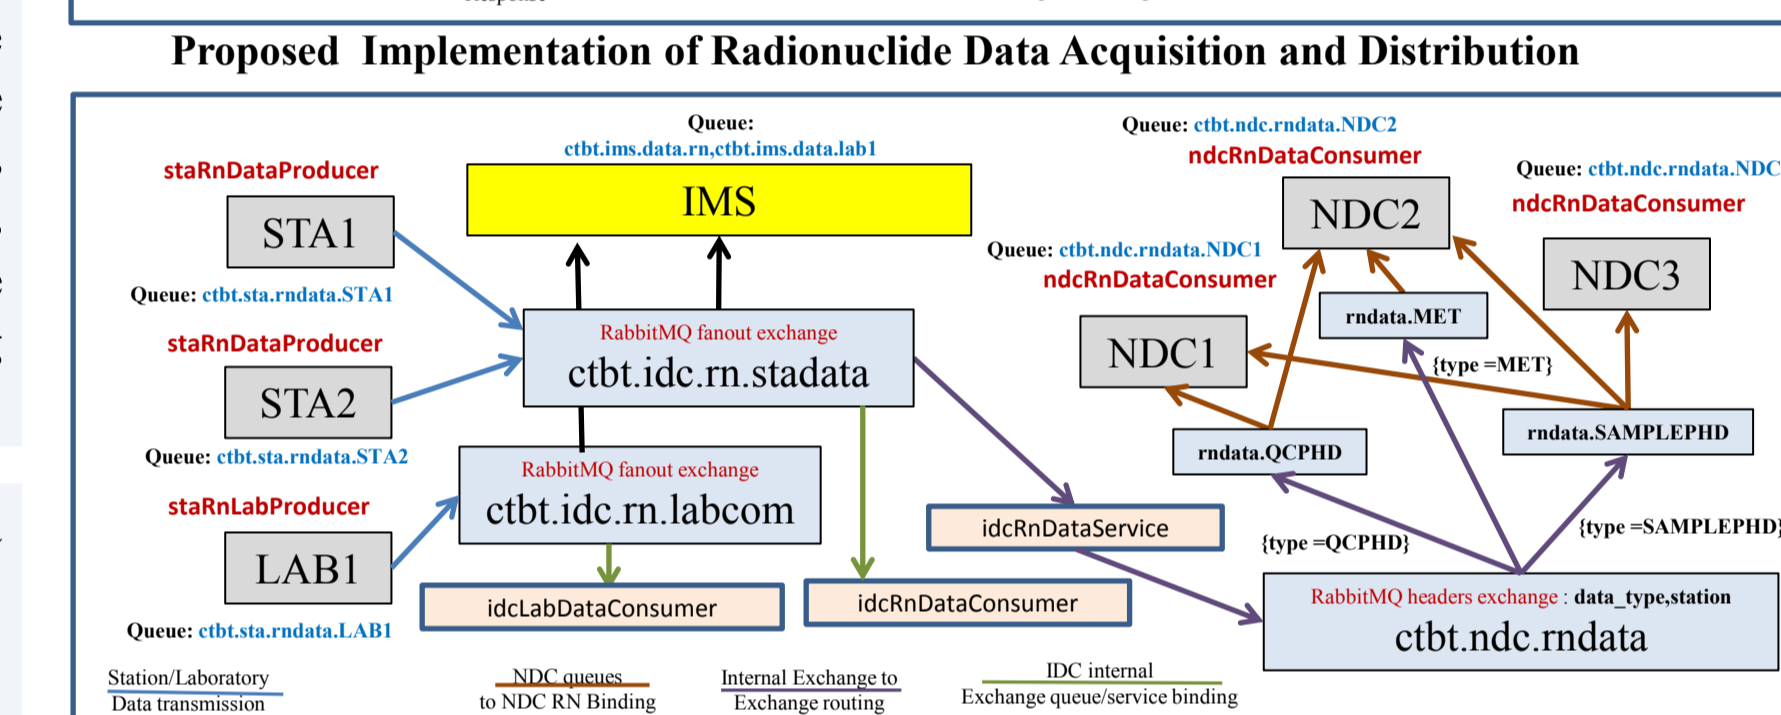 Response
Proposed Implementation of Radionuclide Data Acquisition and Distribution
Queue:
ctbt.ims.data.rn,ctbt.ims.data.lab1
IMS
staRnDataProducer
STA1
Queue: ctbt.sta.rndata.STA1
staRnDataProducer
STA2
Queue: ctbt.sta.rndata.STA2
staRnLabProducer
LAB1
Queue: ctbt.sta.rndata.LAB1
RabbitMQ fanout exchange
ctbt.idc.rn.stadata
RabbitMQ fanout exchange
ctbt.idc.rn.labcom
idcLabDataConsumer
idcRnDataConsumer
idcRnDataService
Queue: ctbt.ndc.rndata.NDC2
ndcRnDataConsumer
NDC2
Queue: ctbt.ndc.rndata.NDC
ndcRnDataConsumer
NDC3
Queue: ctbt.ndc.rndata.NDC1
ndcRnDataConsumer
NDC1
rndata.MET
{type =MET}
rndata.QCPHD
rndata.SAMPLEPHD
{type =QCPHD}
{type =SAMPLEPHD}
RabbitMQ headers exchange : data_type,station
ctbt.ndc.rndata
Station/Laboratory
Data transmission
NDC queues
to NDC RN Binding
Internal Exchange to
Exchange routing
IDC internal
Exchange queue/service binding